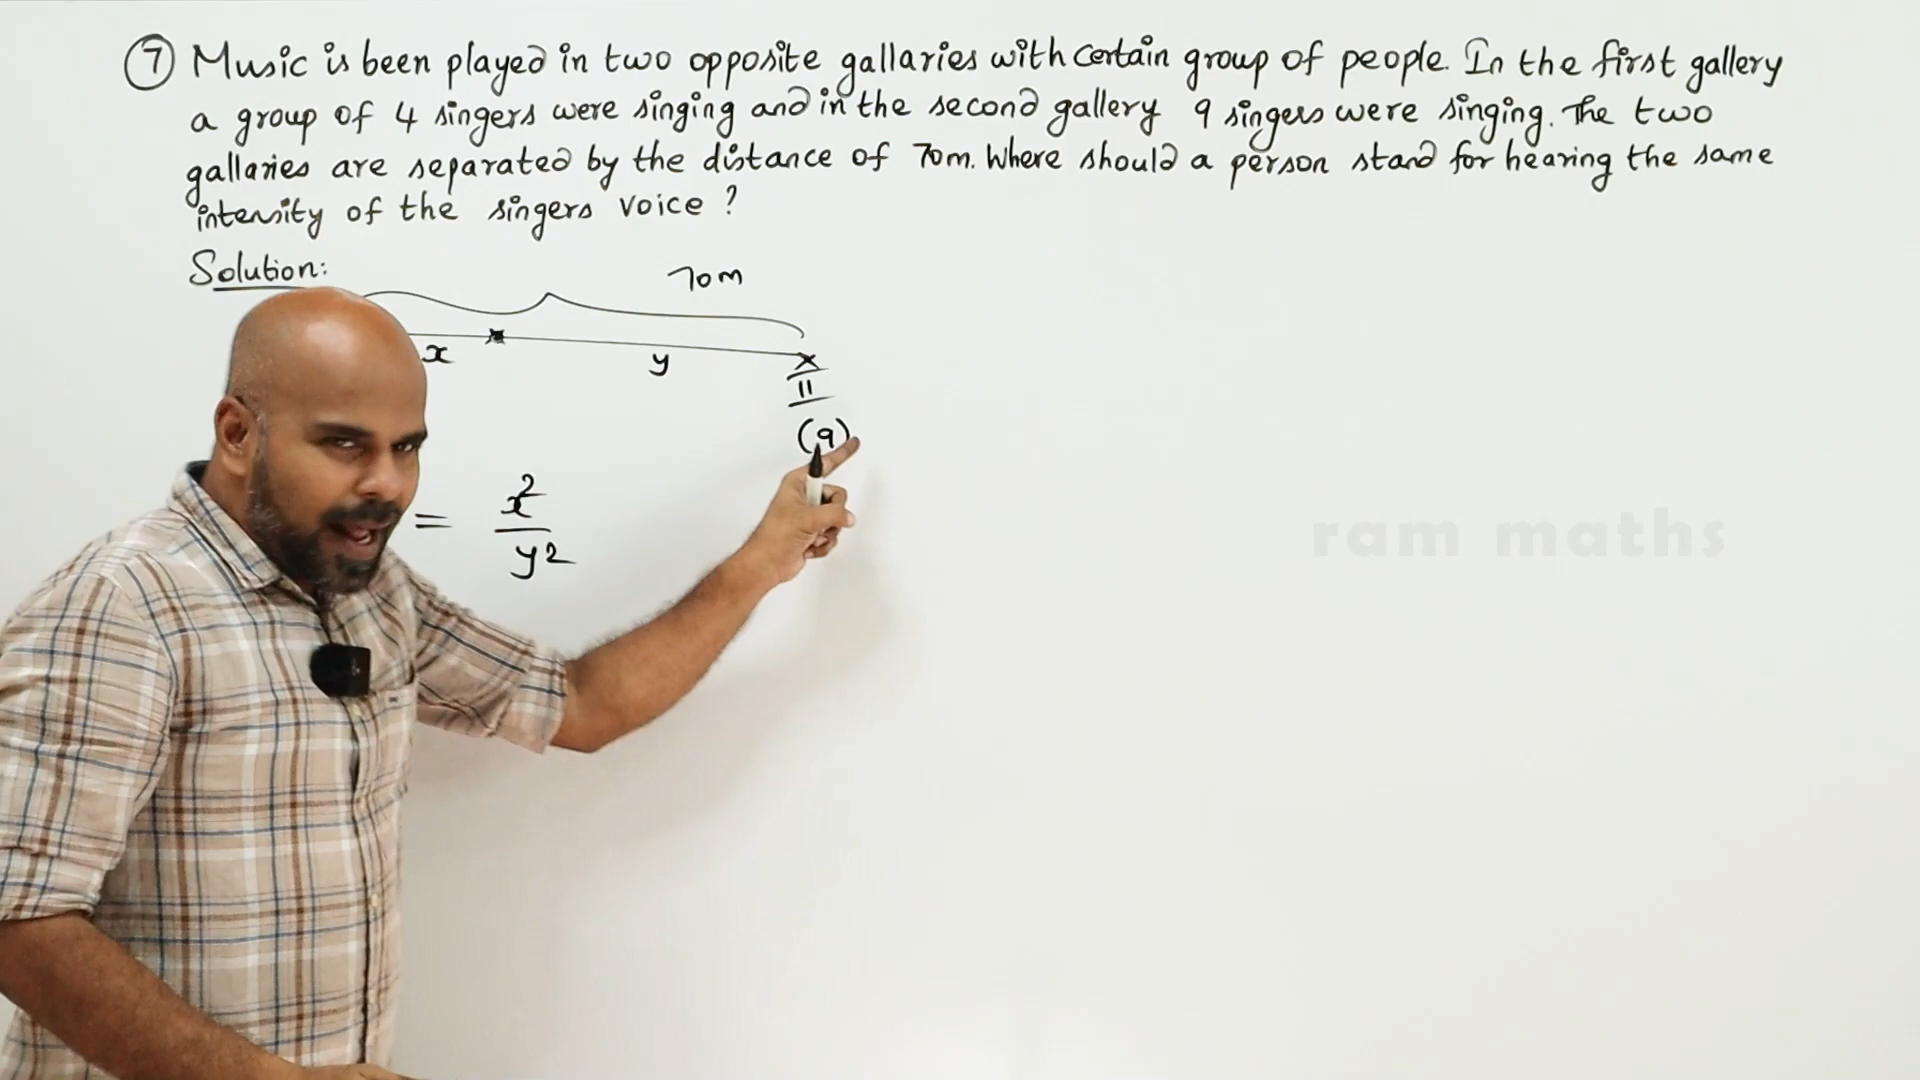 7 Music is been played in two opposite gallaries with certain group of people. In the first gallery
a group of 4 singers were singing and in the second gallery 9 singers were singing. The two
gallaries are separated by the distance of 70m. Where should a person stand for hearing the same
intensity of the singers voice ?
Solution:
70m
x
y
11
(9)
= x²/y²
ram maths